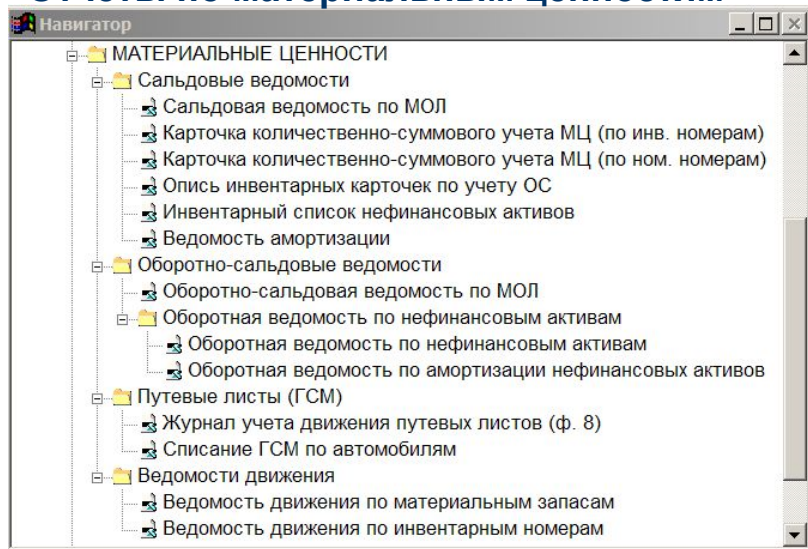 Отчеты по материальным ценностям
Навигатор
МАТЕРИАЛЬНЫЕ ЦЕННОСТИ
Сальдовые ведомости
Сальдовая ведомость по МОЛ
Карточка количественно-суммового учета МЦ (по инв. номерам)
Карточка количественно-суммового учета МЦ (по ном. номерам)
Опись инвентарных карточек по учету ОС
Инвентарный список нефинансовых активов
Ведомость амортизации
Оборотно-сальдовые ведомости
Оборотно-сальдовая ведомость по МОЛ
Оборотная ведомость по нефинансовым активам
Оборотная ведомость по нефинансовым активам
Оборотная ведомость по амортизации нефинансовых активов
Путевые листы (ГСМ)
Журнал учета движения путевых листов (ф. 8)
Списание ГСМ по автомобилям
Ведомости движения
Ведомость движения по материальным запасам
Ведомость движения по инвентарным номерам